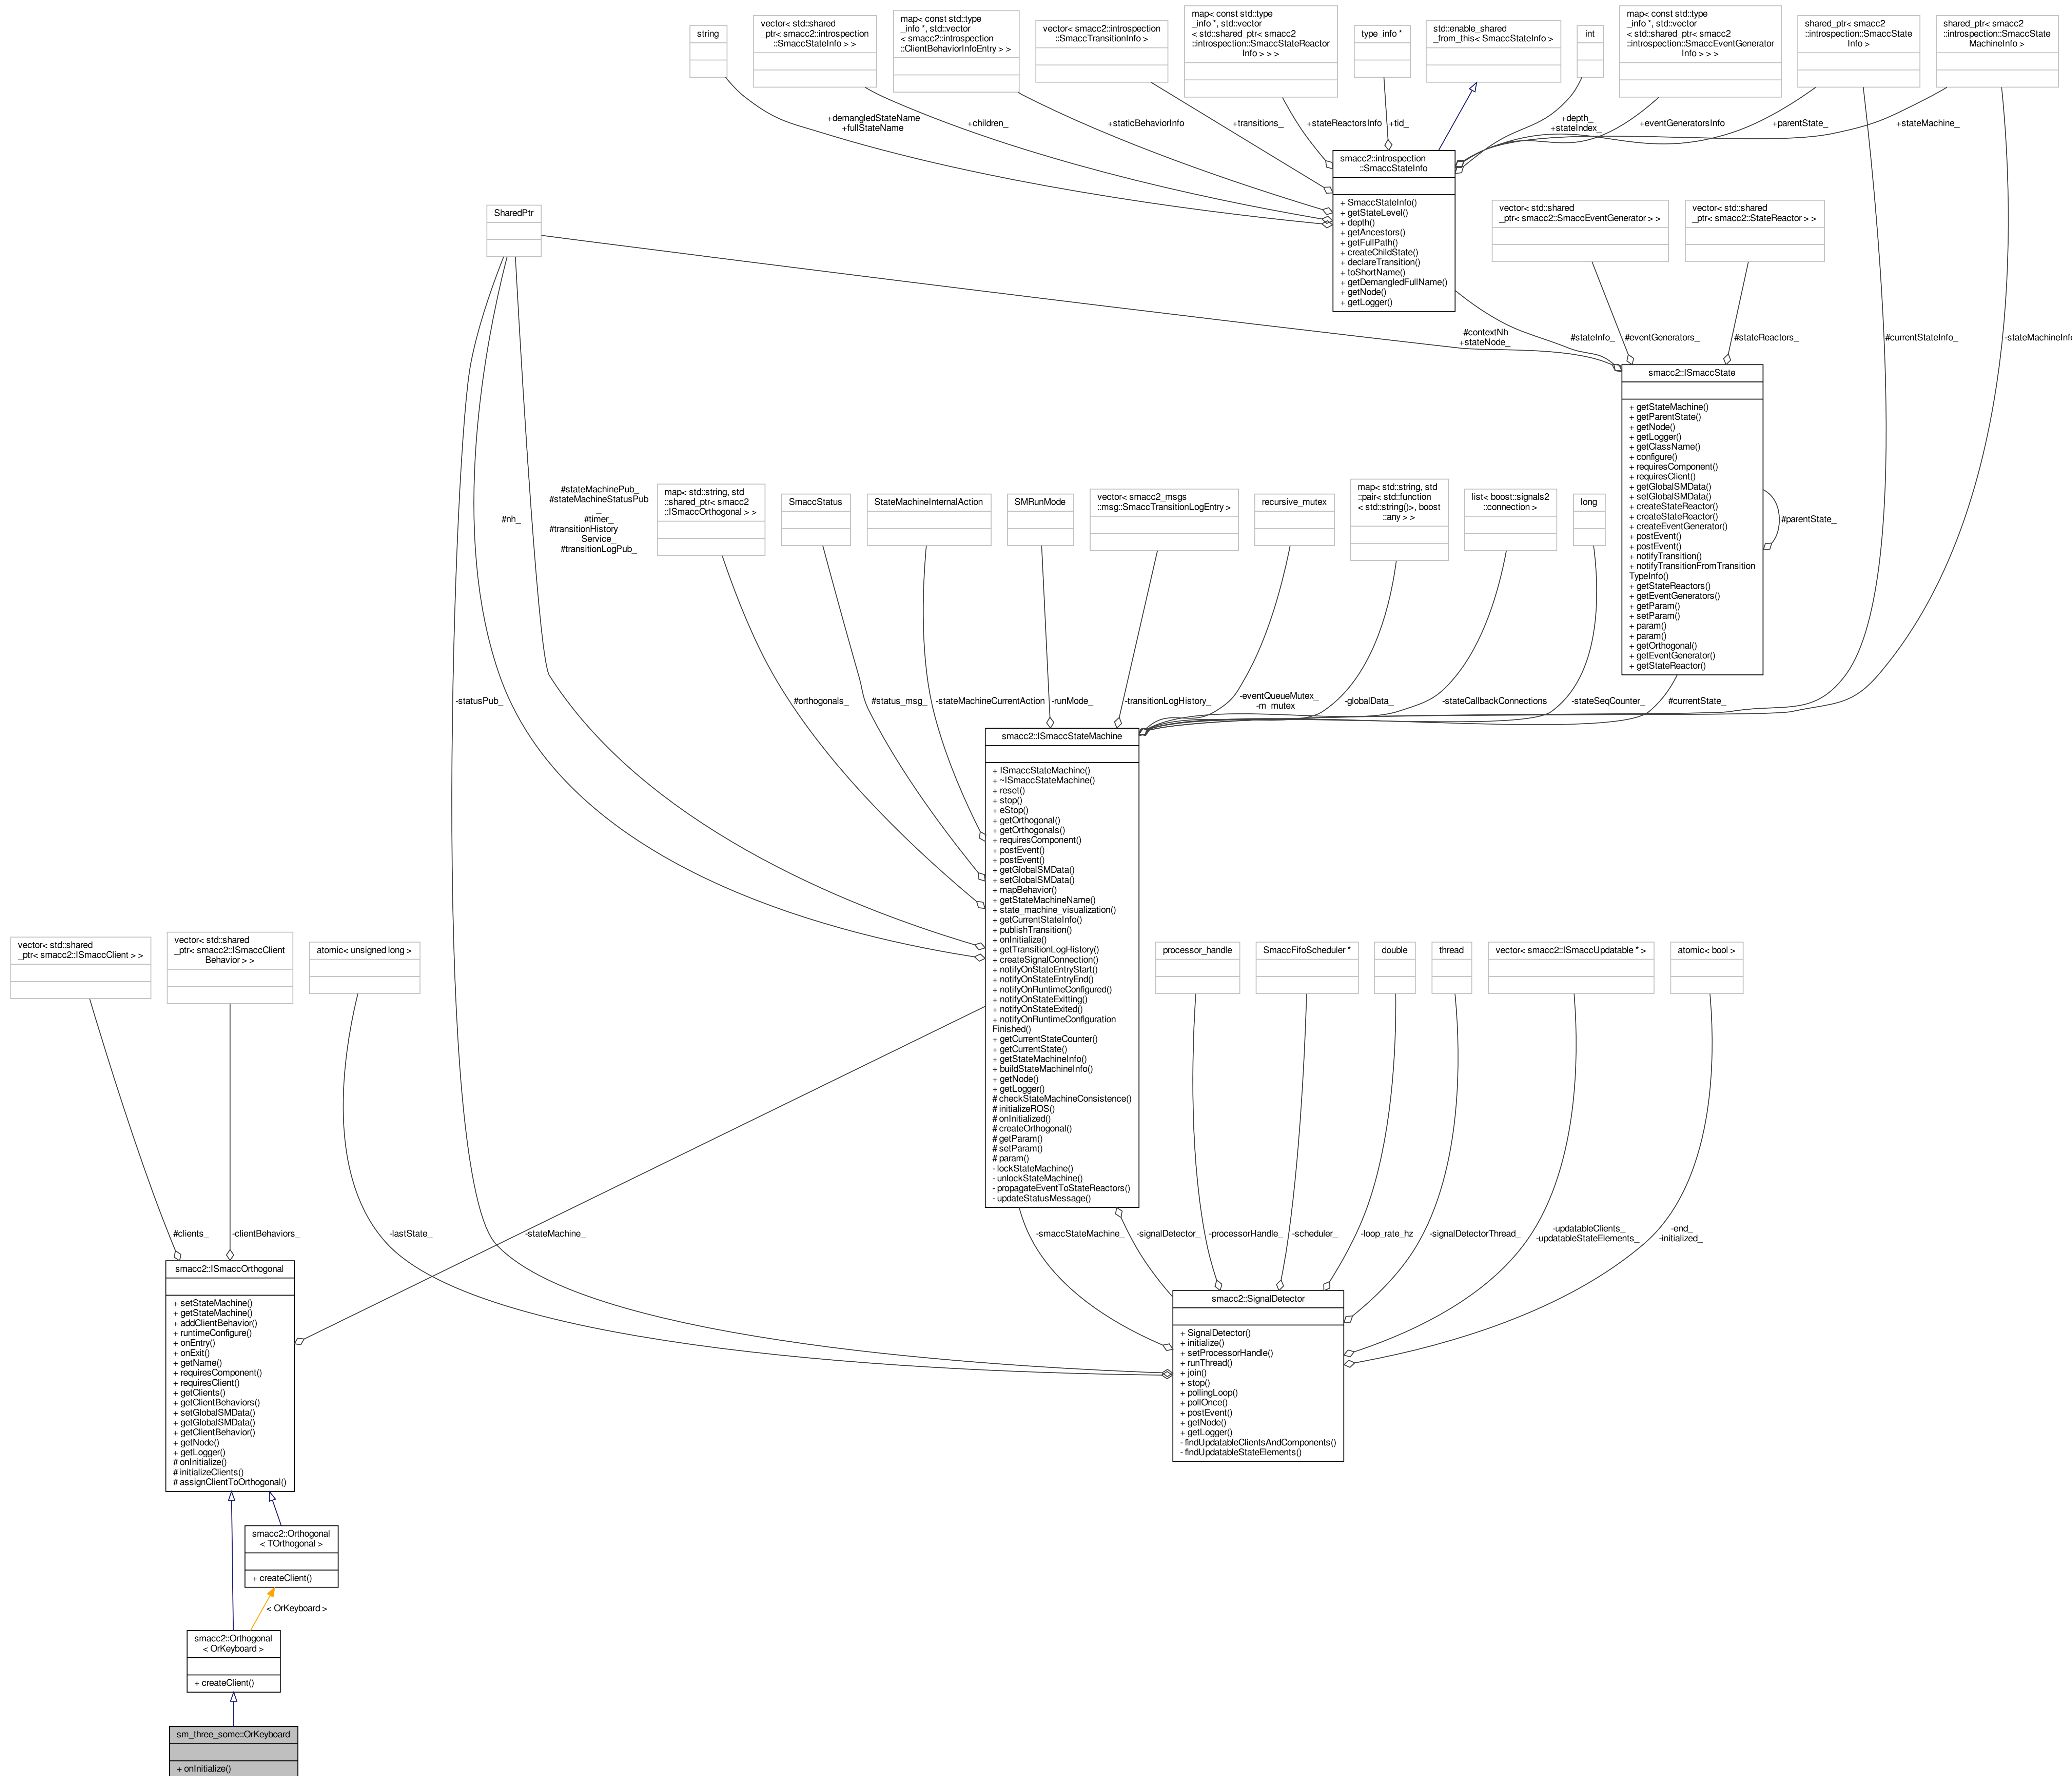 string
vector< std::shared
_ptr< smacc2::introspection
::SmaccStateInfo > >
map< const std::type
_info *, std::vector
< smacc2::introspection
::ClientBehaviorInfoEntry > >
vector< smacc2::introspection
::SmaccTransitionInfo >
map< const std::type
_info *, std::vector
< std::shared_ptr< smacc2
::introspection::SmaccStateReactor
Info > > >
type_info *
std::enable_shared
_from_this< SmaccStateInfo >
int
map< const std::type
_info *, std::vector
< std::shared_ptr< smacc2
::introspection::SmaccEventGenerator
Info > > >
shared_ptr< smacc2
::introspection::SmaccState
Info >
shared_ptr< smacc2
::introspection::SmaccState
MachineInfo >
+demangledStateName
+fullStateName
+children_
+staticBehaviorInfo
+transitions_
+stateReactorsInfo
+tid_
+depth_
+stateIndex_
+eventGeneratorsInfo
+parentState_
+stateMachine_
smacc2::introspection
::SmaccStateInfo
+ SmaccStateInfo()
+ getStateLevel()
+ depth()
+ getAncestors()
+ getFullPath()
+ createChildState()
+ declareTransition()
+ toShortName()
+ getDemangledFullName()
+ getNode()
+ getLogger()
SharedPtr
vector< std::shared
_ptr< smacc2::SmaccEventGenerator > >
vector< std::shared
_ptr< smacc2::StateReactor > >
#contextNh
+stateNode_
#stateInfo_
#eventGenerators_
#stateReactors_
#currentStateInfo_
-stateMachineInfo
smacc2::ISmaccState
+ getStateMachine()
+ getParentState()
+ getNode()
+ getLogger()
+ getClassName()
+ configure()
+ requiresComponent()
+ requiresClient()
+ getGlobalSMData()
+ setGlobalSMData()
+ createStateReactor()
+ createStateReactor()
+ createEventGenerator()
+ postEvent()
+ postEvent()
+ notifyTransition()
+ notifyTransitionFromTransition
TypeInfo()
+ getStateReactors()
+ getEventGenerators()
+ getParam()
+ setParam()
+ param()
+ param()
+ getOrthogonal()
+ getEventGenerator()
+ getStateReactor()
#parentState_
#nh_
#stateMachinePub_
#stateMachineStatusPub
_
#timer_
#transitionHistory
Service_
#transitionLogPub_
map< std::string, std
::shared_ptr< smacc2
::ISmaccOrthogonal > >
SmaccStatus
StateMachineInternalAction
SMRunMode
vector< smacc2_msgs
::msg::SmaccTransitionLogEntry >
recursive_mutex
map< std::string, std
::pair< std::function
< std::string()>, boost
::any > >
list< boost::signals2
::connection >
long
-statusPub_
#orthogonals_
#status_msg_
-stateMachineCurrentAction
-runMode_
-transitionLogHistory_
-eventQueueMutex_
-m_mutex_
-globalData_
-stateCallbackConnections
-stateSeqCounter_
#currentState_
smacc2::ISmaccStateMachine
+ ISmaccStateMachine()
+ ~ISmaccStateMachine()
+ reset()
+ stop()
+ eStop()
+ getOrthogonal()
+ getOrthogonals()
+ requiresComponent()
+ postEvent()
+ postEvent()
+ getGlobalSMData()
+ setGlobalSMData()
+ mapBehavior()
+ getStateMachineName()
+ state_machine_visualization()
+ getCurrentStateInfo()
+ publishTransition()
+ onInitialize()
+ getTransitionLogHistory()
+ createSignalConnection()
+ notifyOnStateEntryStart()
+ notifyOnStateEntryEnd()
+ notifyOnRuntimeConfigured()
+ notifyOnStateExitting()
+ notifyOnStateExited()
+ notifyOnRuntimeConfiguration
Finished()
+ getCurrentStateCounter()
+ getCurrentState()
+ getStateMachineInfo()
+ buildStateMachineInfo()
+ getNode()
+ getLogger()
# checkStateMachineConsistence()
# initializeROS()
# onInitialized()
# createOrthogonal()
# getParam()
# setParam()
# param()
- lockStateMachine()
- unlockStateMachine()
- propagateEventToStateReactors()
- updateStatusMessage()
vector< std::shared
_ptr< smacc2::ISmaccClient > >
vector< std::shared
_ptr< smacc2::ISmaccClient
Behavior > >
atomic< unsigned long >
processor_handle
SmaccFifoScheduler *
double
thread
vector< smacc2::ISmaccUpdatable * >
atomic< bool >
#clients_
-clientBehaviors_
-lastState_
-stateMachine_
-smaccStateMachine_
-signalDetector_
-processorHandle_
-scheduler_
-loop_rate_hz
-signalDetectorThread_
-updatableClients_
-updatableStateElements_
-end_
-initialized_
smacc2::ISmaccOrthogonal
+ setStateMachine()
+ getStateMachine()
+ addClientBehavior()
+ runtimeConfigure()
+ onEntry()
+ onExit()
+ getName()
+ requiresComponent()
+ requiresClient()
+ getClients()
+ getClientBehaviors()
+ setGlobalSMData()
+ getGlobalSMData()
+ getClientBehavior()
+ getNode()
+ getLogger()
# onInitialize()
# initializeClients()
# assignClientToOrthogonal()
smacc2::SignalDetector
+ SignalDetector()
+ initialize()
+ setProcessorHandle()
+ runThread()
+ join()
+ stop()
+ pollingLoop()
+ pollOnce()
+ postEvent()
+ getNode()
+ getLogger()
- findUpdatableClientsAndComponents()
- findUpdatableStateElements()
smacc2::Orthogonal
< TOrthogonal >
+ createClient()
< OrKeyboard >
smacc2::Orthogonal
< OrKeyboard >
+ createClient()
sm_three_some::OrKeyboard
+ onInitialize()